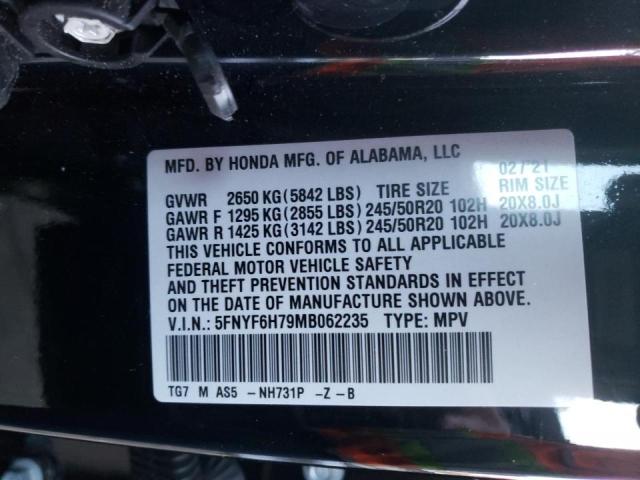 MFD. BY HONDA MFG. OF ALABAMA, LLC 02/21
GVWR 2650 KG(5842 LBS) TIRE SIZE RIM SIZE
GAWR F 1295 KG(2855 LBS) 245/50R20 102H 20X8.0J
GAWR R 1425 KG(3142 LBS) 245/50R20 102H 20X8.0J
THIS VEHICLE CONFORMS TO ALL APPLICABLE
FEDERAL MOTOR VEHICLE SAFETY
AND THEFT PREVENTION STANDARDS IN EFFECT
ON THE DATE OF MANUFACTURE SHOWN ABOVE.
V.I.N.: 5FNYF6H79MB062235 TYPE: MPV
TG7 M AS5 -NH731P -Z -B